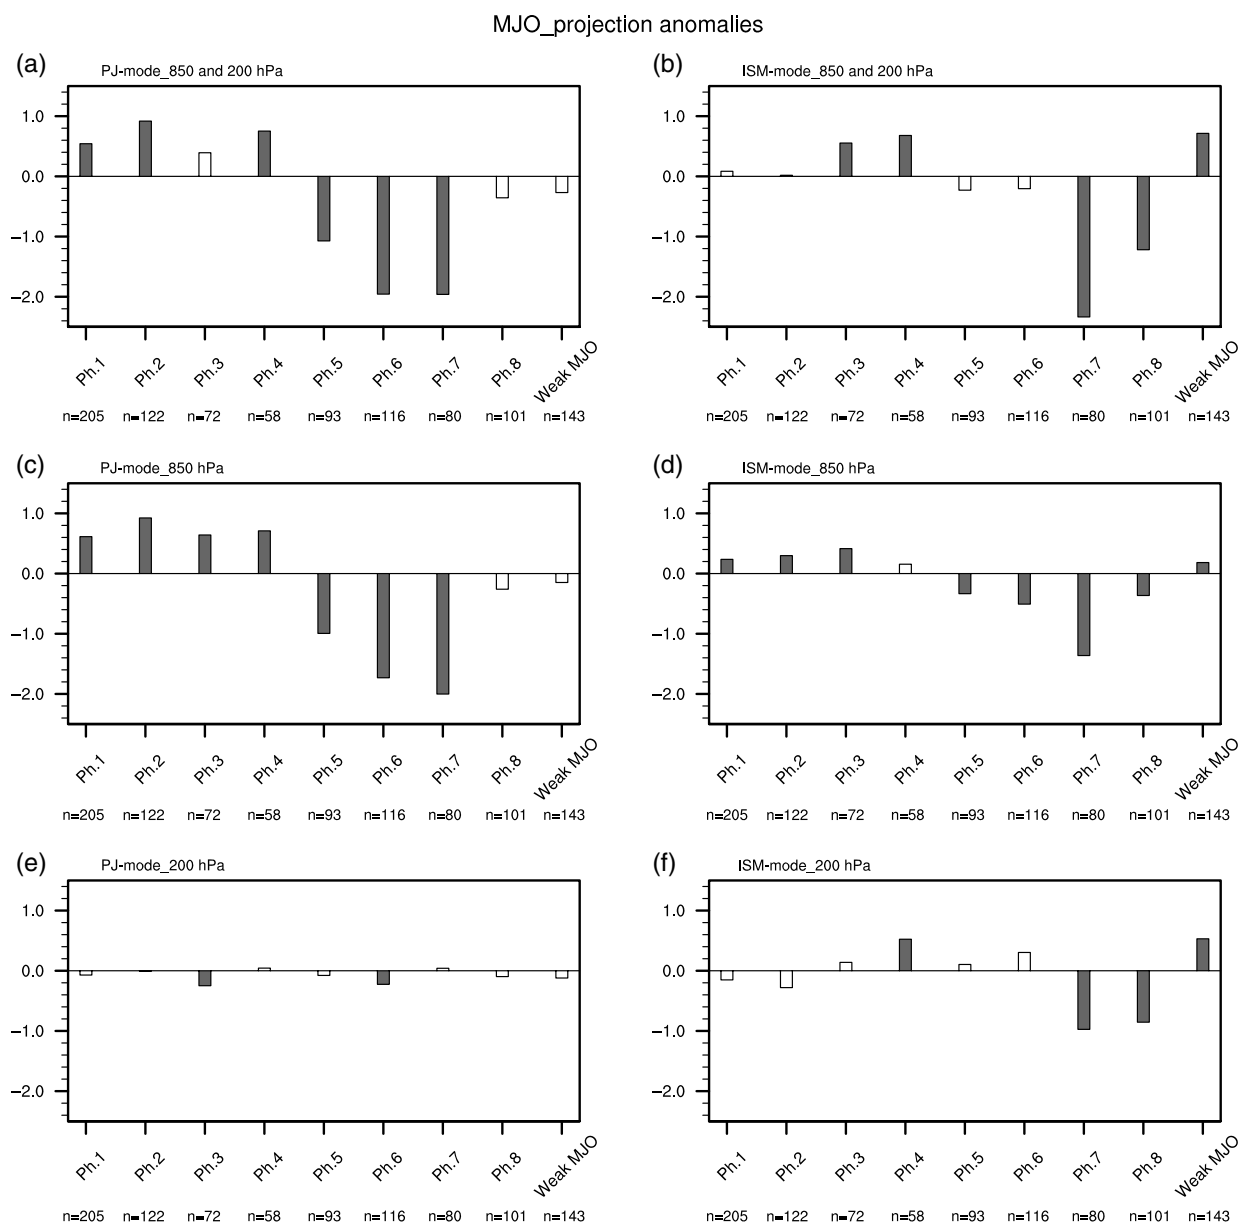 MJO_projection anomalies
(a) PJ-mode_850 and 200 hPa
1.0
0.0
−1.0
−2.0
Ph.1 Ph.2 Ph.3 Ph.4 Ph.5 Ph.6 Ph.7 Ph.8 Weak MJO
n=205 n=122 n=72 n=58 n=93 n=116 n=80 n=101 n=143
(b) ISM-mode_850 and 200 hPa
1.0
0.0
−1.0
−2.0
Ph.1 Ph.2 Ph.3 Ph.4 Ph.5 Ph.6 Ph.7 Ph.8 Weak MJO
n=205 n=122 n=72 n=58 n=93 n=116 n=80 n=101 n=143
(c) PJ-mode_850 hPa
1.0
0.0
−1.0
−2.0
Ph.1 Ph.2 Ph.3 Ph.4 Ph.5 Ph.6 Ph.7 Ph.8 Weak MJO
n=205 n=122 n=72 n=58 n=93 n=116 n=80 n=101 n=143
(d) ISM-mode_850 hPa
1.0
0.0
−1.0
−2.0
Ph.1 Ph.2 Ph.3 Ph.4 Ph.5 Ph.6 Ph.7 Ph.8 Weak MJO
n=205 n=122 n=72 n=58 n=93 n=116 n=80 n=101 n=143
(e) PJ-mode_200 hPa
1.0
0.0
−1.0
−2.0
Ph.1 Ph.2 Ph.3 Ph.4 Ph.5 Ph.6 Ph.7 Ph.8 Weak MJO
n=205 n=122 n=72 n=58 n=93 n=116 n=80 n=101 n=143
(f) ISM-mode_200 hPa
1.0
0.0
−1.0
−2.0
Ph.1 Ph.2 Ph.3 Ph.4 Ph.5 Ph.6 Ph.7 Ph.8 Weak MJO
n=205 n=122 n=72 n=58 n=93 n=116 n=80 n=101 n=143